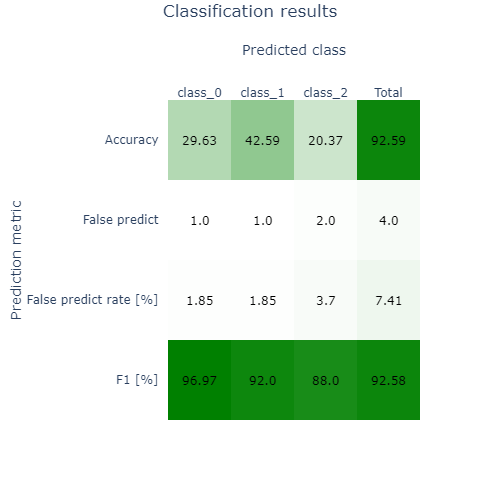 Classification results
Predicted class
class_0 class_1 class_2 Total
Accuracy 29.63 42.59 20.37 92.59
False predict 1.0 1.0 2.0 4.0
False predict rate [%] 1.85 1.85 3.7 7.41
F1 [%] 96.97 92.0 88.0 92.58
Prediction metric